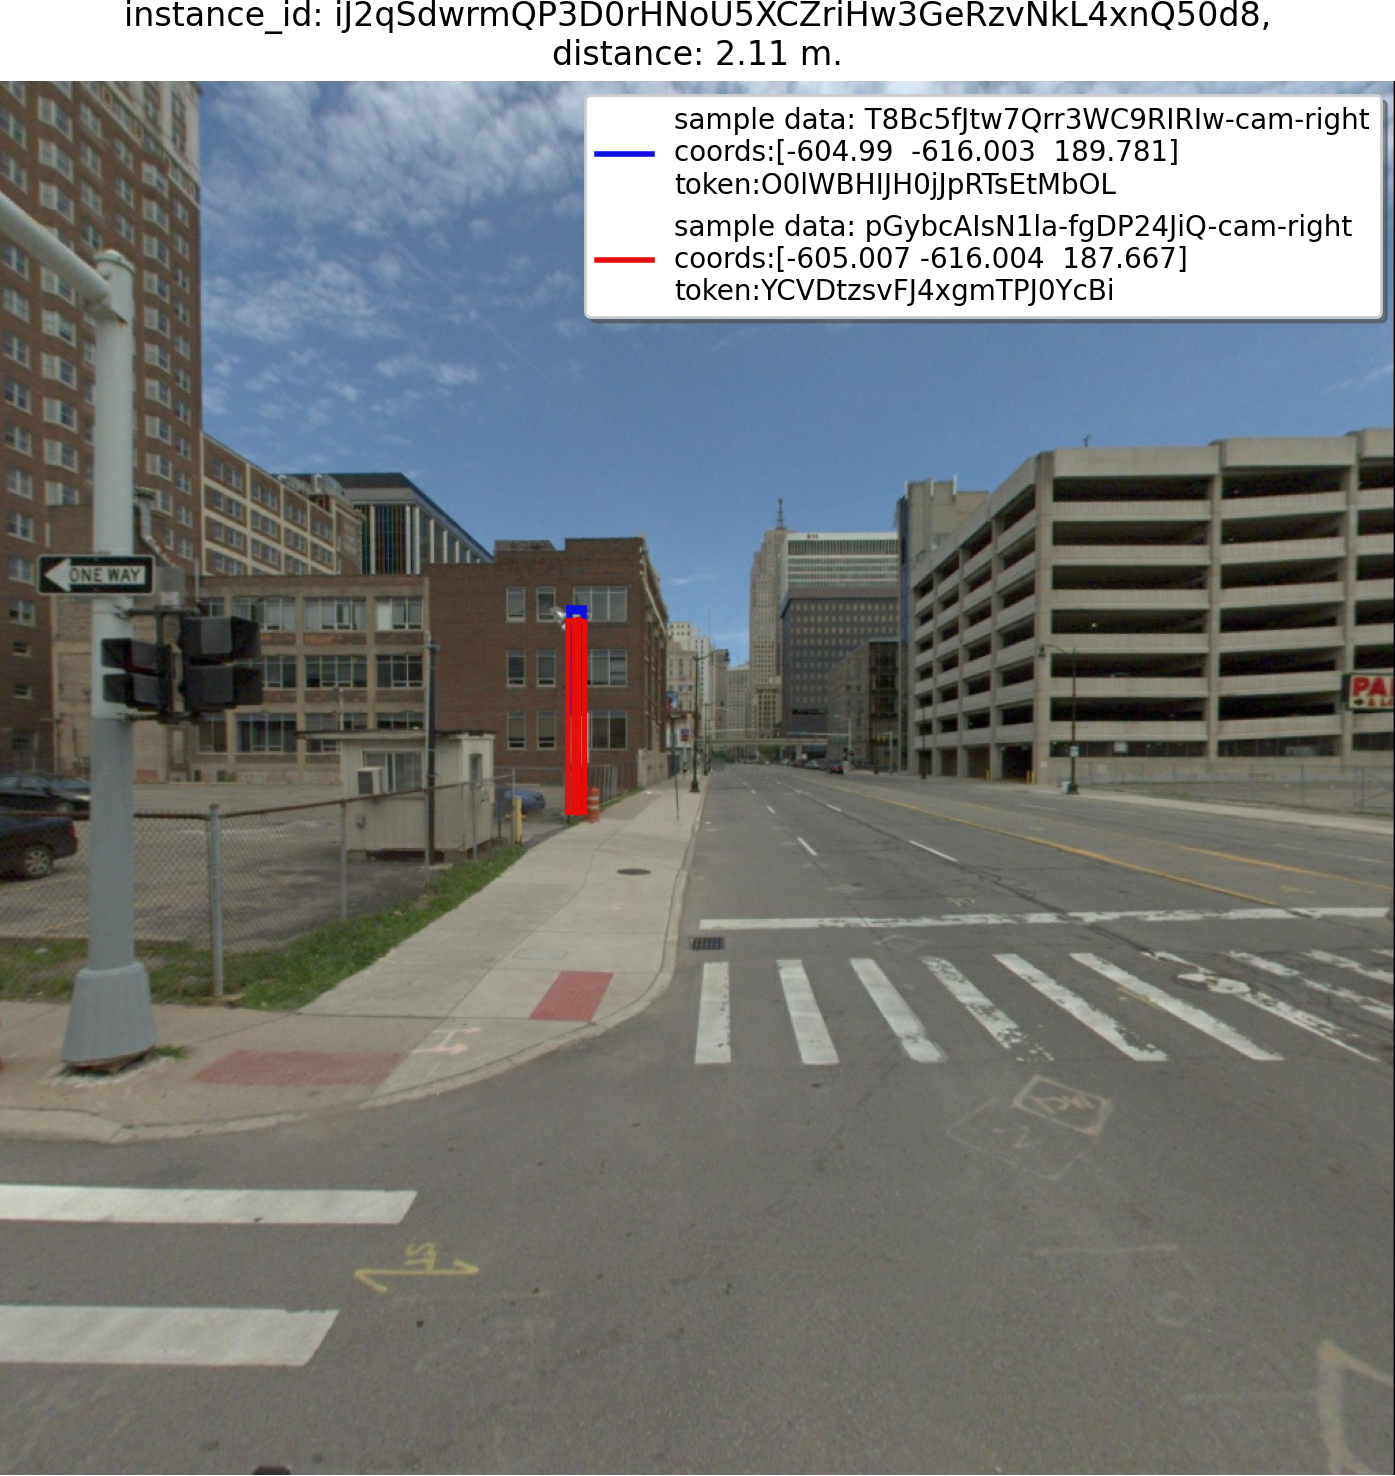 instance_id: iJ2qSdwrmQP3D0rHNoU5XCZriHw3GeRzvNkL4xnQ50d8,
distance: 2.11 m.
sample data: T8Bc5fJtw7Qrr3WC9RIRIw-cam-right
coords:[-604.99  -616.003  189.781]
token:O0lWBHIJH0jJpRTsEtMbOL
sample data: pGybcAIsN1la-fgDP24JiQ-cam-right
coords:[-605.007 -616.004  187.667]
token:YCVDtzsvFJ4xgmTPJ0YcBi
ONE WAY
PA